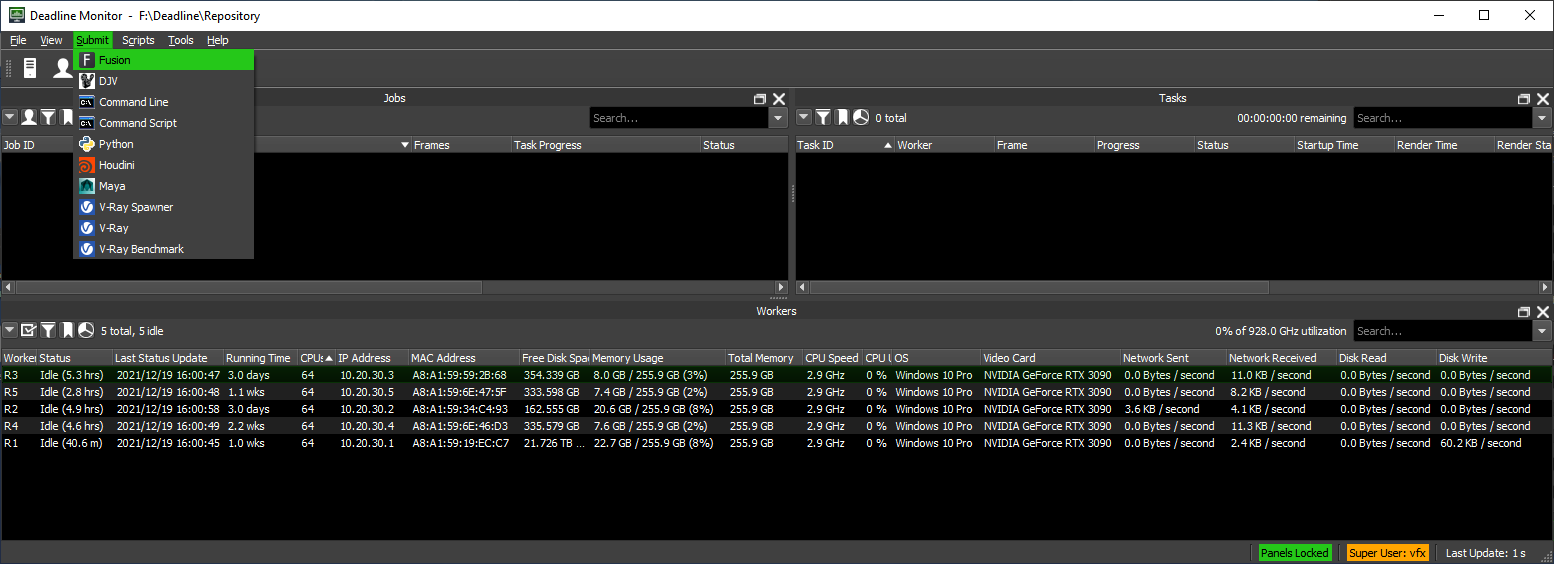 Deadline Monitor - F:\Deadline\Repository
File View Submit Scripts Tools Help
F Fusion
DJV
C:\ Command Line
C:\ Command Script
Python
Houdini
Maya
V-Ray Spawner
V-Ray
V-Ray Benchmark
Jobs
Search...
Job ID Frames Task Progress Status
Tasks
0 total 00:00:00:00 remaining Search...
Task ID Worker Frame Progress Status Startup Time Render Time Render Sta
Workers
5 total, 5 idle 0% of 928.0 GHz utilization Search...
Worker Status Last Status Update Running Time CPUs IP Address MAC Address Free Disk Spac Memory Usage Total Memory CPU Speed CPU U OS Video Card Network Sent Network Received Disk Read Disk Write
R3 Idle (5.3 hrs) 2021/12/19 16:00:47 3.0 days 64 10.20.30.3 A8:A1:59:59:2B:68 354.339 GB 8.0 GB / 255.9 GB (3%) 255.9 GB 2.9 GHz 0 % Windows 10 Pro NVIDIA GeForce RTX 3090 0.0 Bytes / second 11.0 KB / second 0.0 Bytes / second 0.0 Bytes / second
R5 Idle (2.8 hrs) 2021/12/19 16:00:48 1.1 wks 64 10.20.30.5 A8:A1:59:6E:47:5F 333.598 GB 7.4 GB / 255.9 GB (2%) 255.9 GB 2.9 GHz 0 % Windows 10 Pro NVIDIA GeForce RTX 3090 0.0 Bytes / second 8.2 KB / second 0.0 Bytes / second 0.0 Bytes / second
R2 Idle (4.9 hrs) 2021/12/19 16:00:58 3.0 days 64 10.20.30.2 A8:A1:59:34:C4:93 162.555 GB 20.6 GB / 255.9 GB (8%) 255.9 GB 2.9 GHz 0 % Windows 10 Pro NVIDIA GeForce RTX 3090 3.6 KB / second 4.1 KB / second 0.0 Bytes / second 0.0 Bytes / second
R4 Idle (4.6 hrs) 2021/12/19 16:00:49 2.2 wks 64 10.20.30.4 A8:A1:59:6E:46:D3 335.579 GB 7.6 GB / 255.9 GB (2%) 255.9 GB 2.9 GHz 0 % Windows 10 Pro NVIDIA GeForce RTX 3090 0.0 Bytes / second 11.3 KB / second 0.0 Bytes / second 0.0 Bytes / second
R1 Idle (40.6 m) 2021/12/19 16:00:45 1.0 wks 64 10.20.30.1 A8:A1:59:19:EC:C7 21.726 TB ... 22.7 GB / 255.9 GB (8%) 255.9 GB 2.9 GHz 0 % Windows 10 Pro NVIDIA GeForce RTX 3090 0.0 Bytes / second 2.4 KB / second 0.0 Bytes / second 60.2 KB / second
Panels Locked Super User: vfx Last Update: 1 s